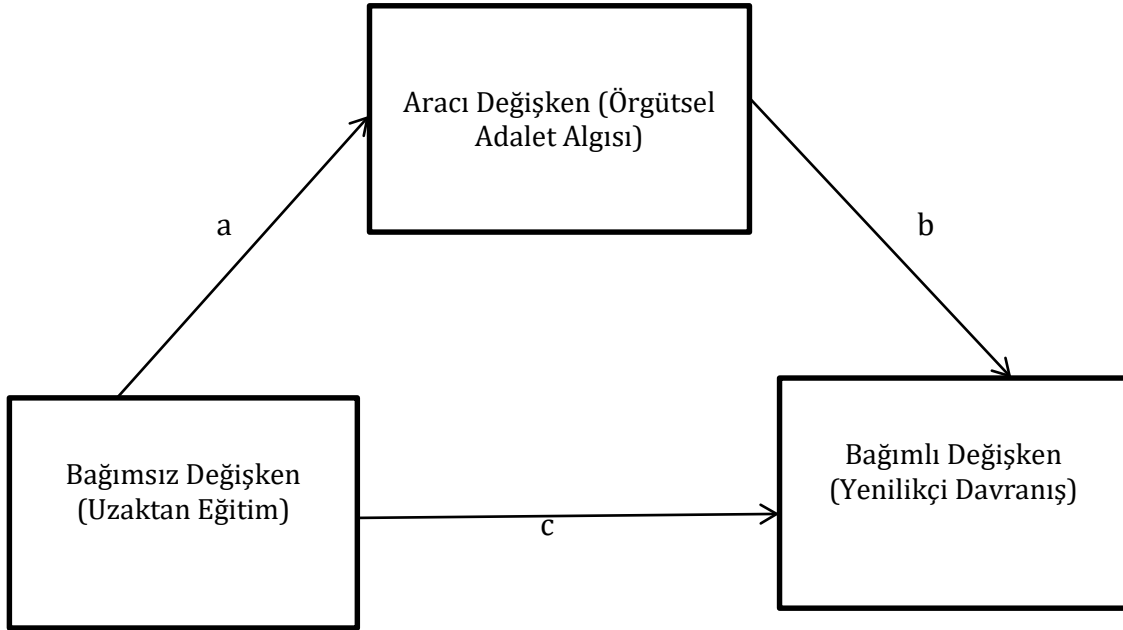 Aracı Değişken (Örgütsel
Adalet Algısı)
a
b
Bağımsız Değişken
(Uzaktan Eğitim)
Bağımlı Değişken
(Yenilikçi Davranış)
c